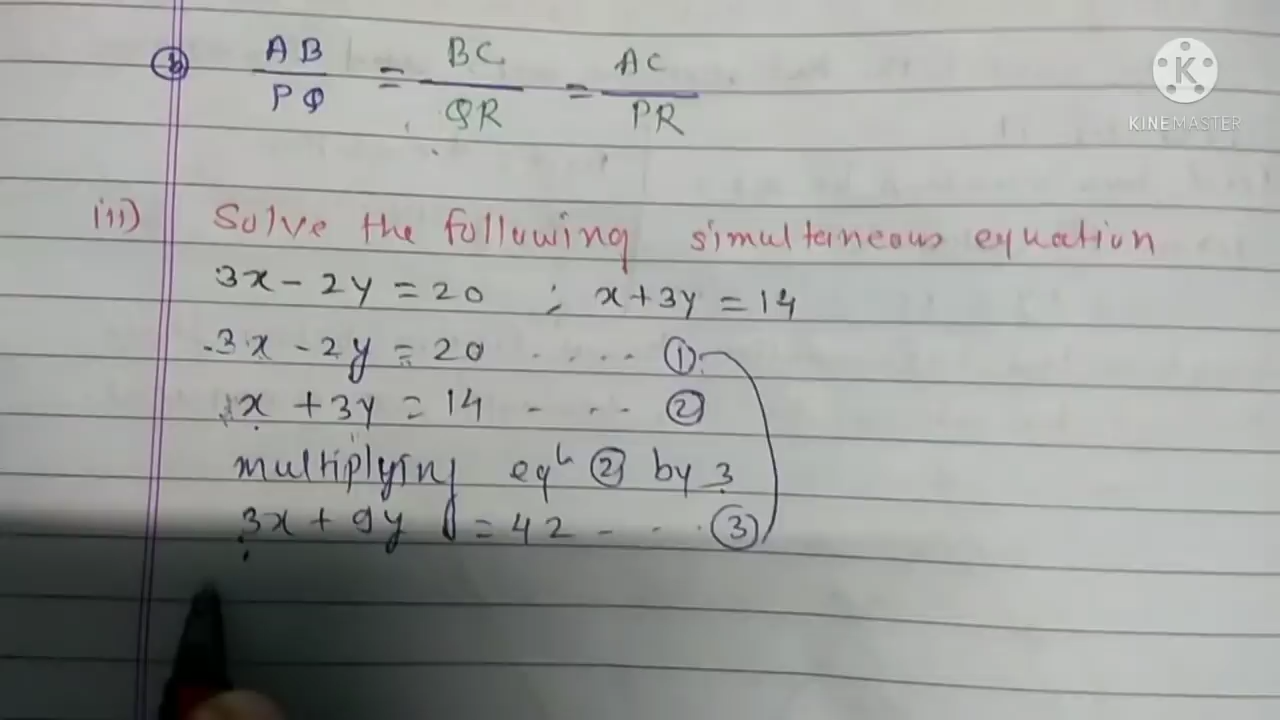 b AB/PQ = BC/QR = AC/PR
K
KINEMASTER
iii) Solve the following simultaneous equation
3x - 2y = 20 ; x + 3y = 14
3x - 2y = 20 .... ①
x + 3y = 14 - .. ②
multiplying eqn ② by 3
3x + 9y = 42 - .. ③